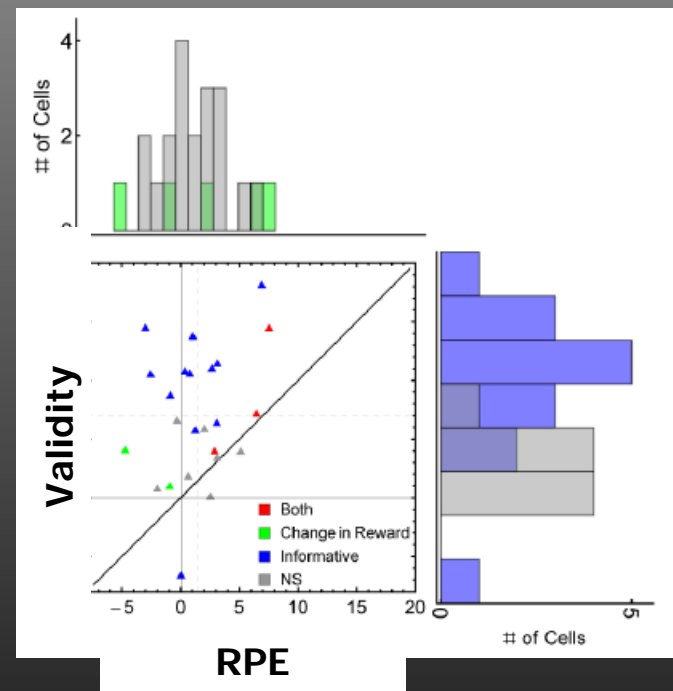 4
2
# of Cells
Validity
Both
Change in Reward
Informative
NS
−5 0 5 10 15 20
RPE
0 5
# of Cells